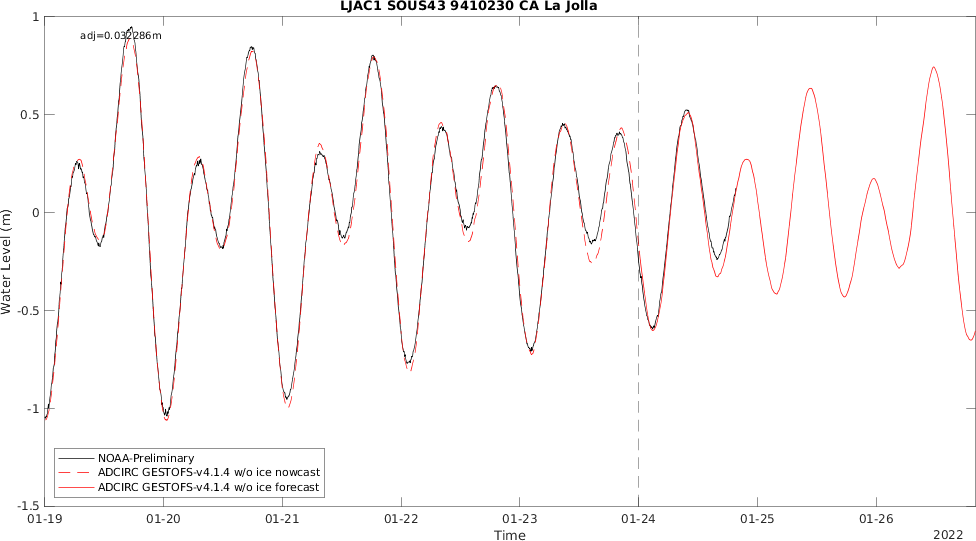 LJAC1 SOUS43 9410230 CA La Jolla
adj=0.032286m
1
0.5
0
-0.5
-1
-1.5
Water Level (m)
NOAA-Preliminary
ADCIRC GESTOFS-v4.1.4 w/o ice nowcast
ADCIRC GESTOFS-v4.1.4 w/o ice forecast
01-19 01-20 01-21 01-22 01-23 01-24 01-25 01-26
Time
2022